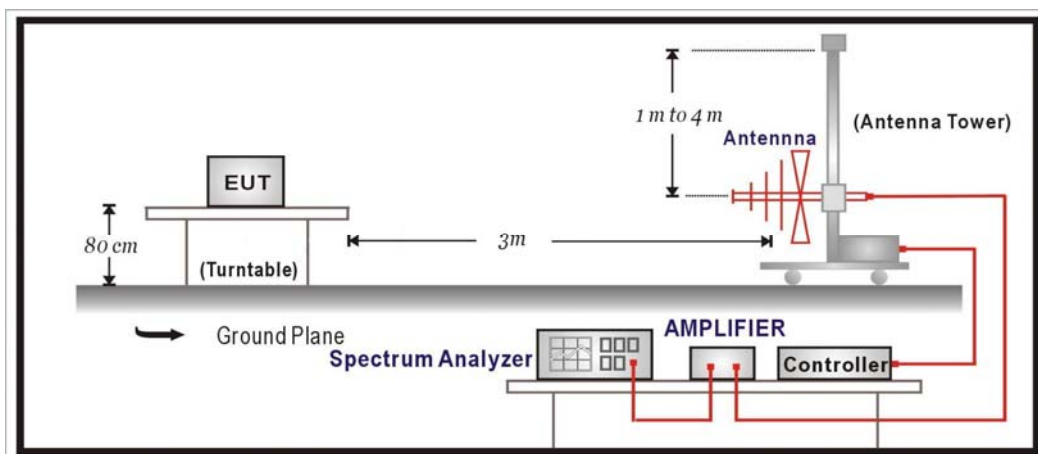 1 m to 4 m
(Antenna Tower)
Antennna
EUT
80 cm
3m
(Turntable)
Ground Plane
AMPLIFIER
Spectrum Analyzer
Controller